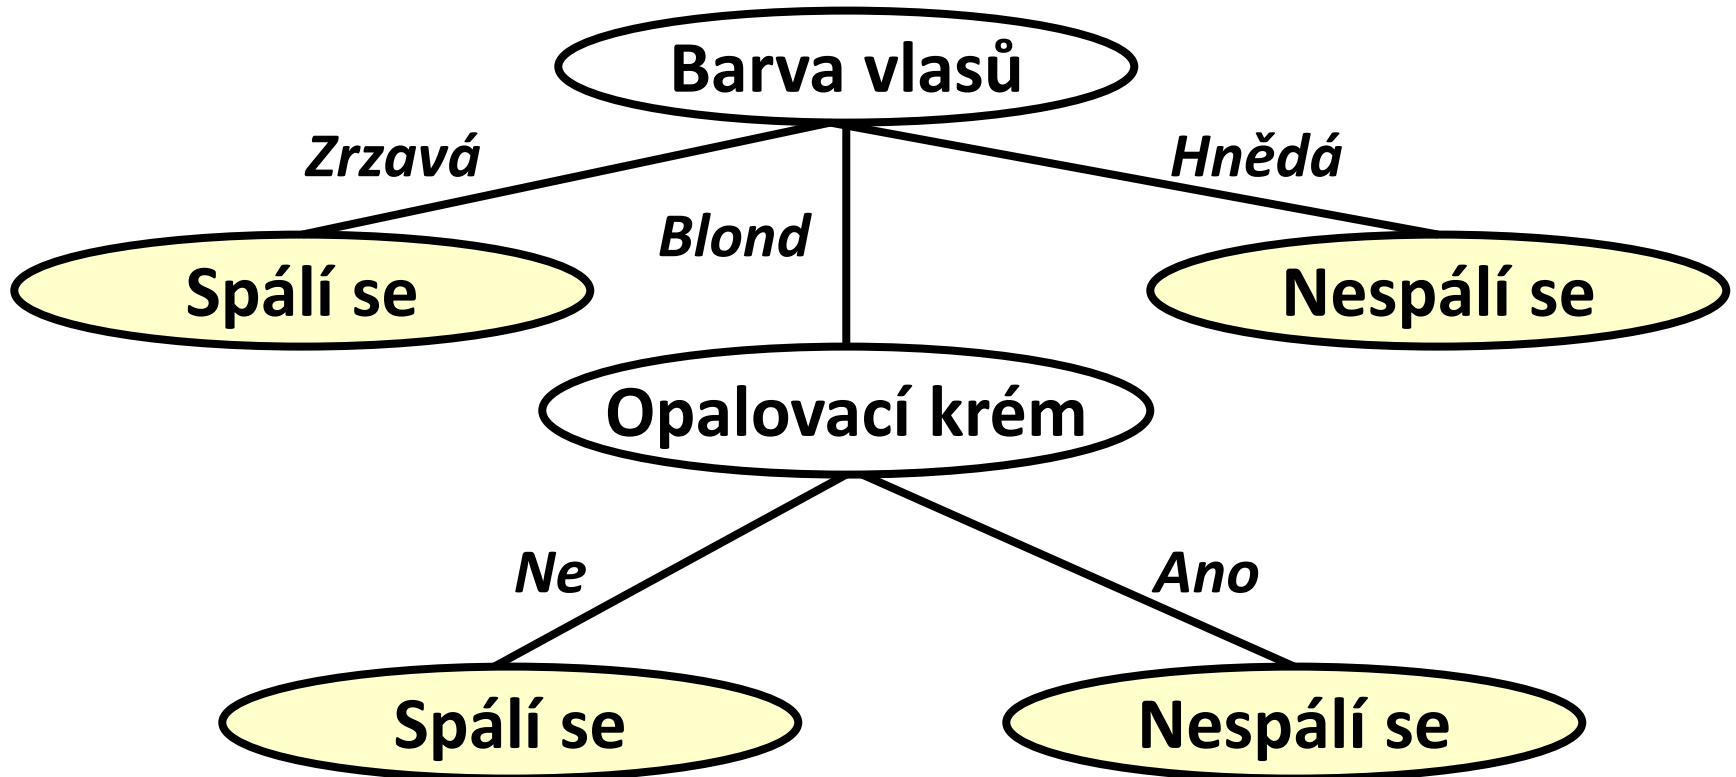 Barva vlasů
Zrzavá
Hnědá
Blond
Spálí se
Nespálí se
Opalovací krém
Ne
Ano
Spálí se
Nespálí se